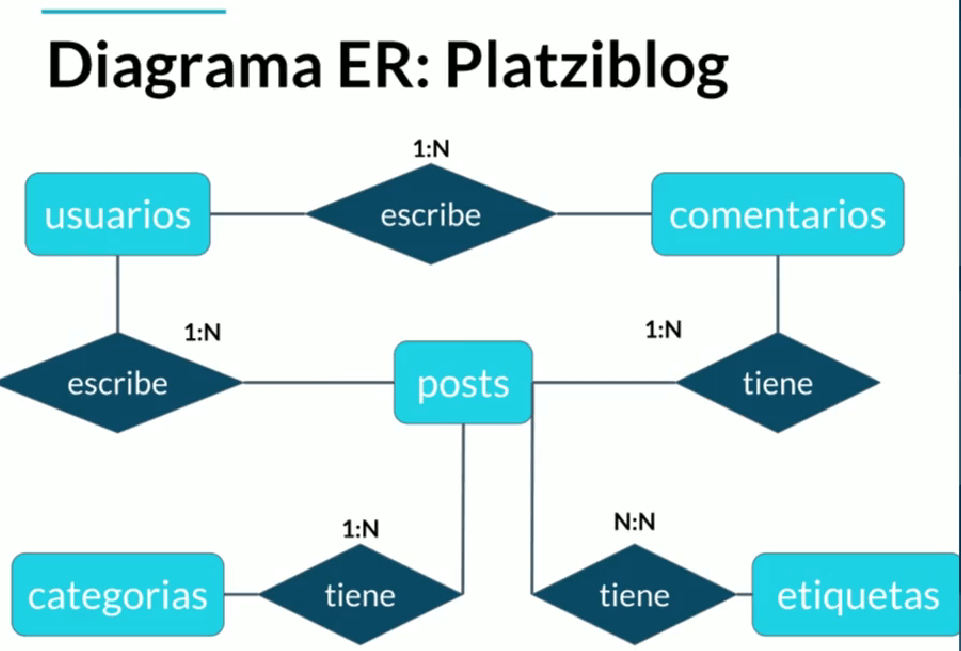 Diagrama ER: Platziblog
1:N
usuarios
escribe
comentarios
1:N
1:N
escribe
posts
tiene
1:N
N:N
categorias
tiene
tiene
etiquetas